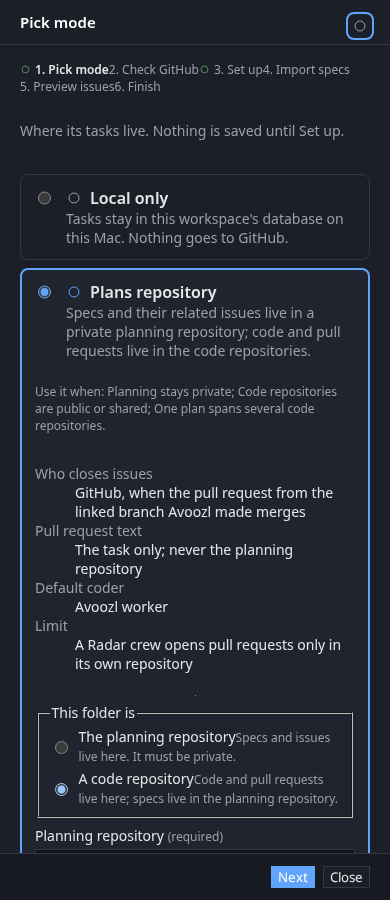 Pick mode
1. Pick mode2. Check GitHub 3. Set up4. Import specs
5. Preview issues6. Finish
Where its tasks live. Nothing is saved until Set up.
Local only
Tasks stay in this workspace's database on
this Mac. Nothing goes to GitHub.
Plans repository
Specs and their related issues live in a
private planning repository; code and pull
requests live in the code repositories.
Use it when: Planning stays private; Code repositories
are public or shared; One plan spans several code
repositories.
Who closes issues
GitHub, when the pull request from the
linked branch Avoozl made merges
Pull request text
The task only; never the planning
repository
Default coder
Avoozl worker
Limit
A Radar crew opens pull requests only in
its own repository
This folder is
The planning repositorySpecs and issues
live here. It must be private.
A code repositoryCode and pull requests
live here; specs live in the planning repository.
Planning repository (required)
Next Close